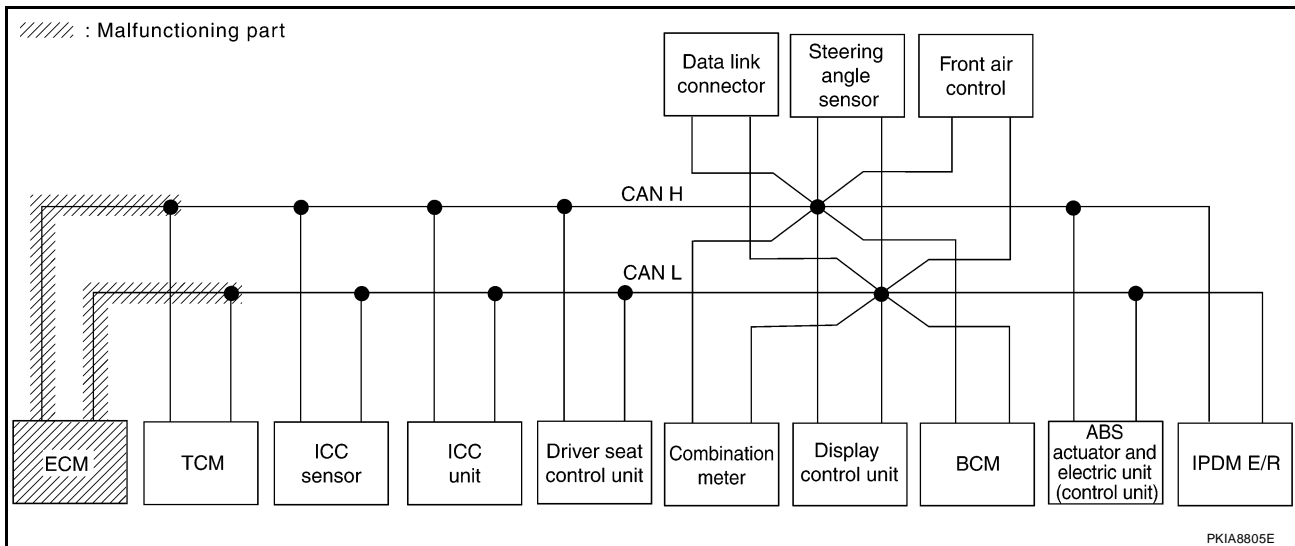 : Malfunctioning part
Data link
connector
Steering
angle
sensor
Front air
control
CAN H
CAN L
ECM
TCM
ICC
sensor
ICC
unit
Driver seat
control unit
Combination
meter
Display
control unit
BCM
ABS
actuator and
electric unit
(control unit)
IPDM E/R
PKIA8805E